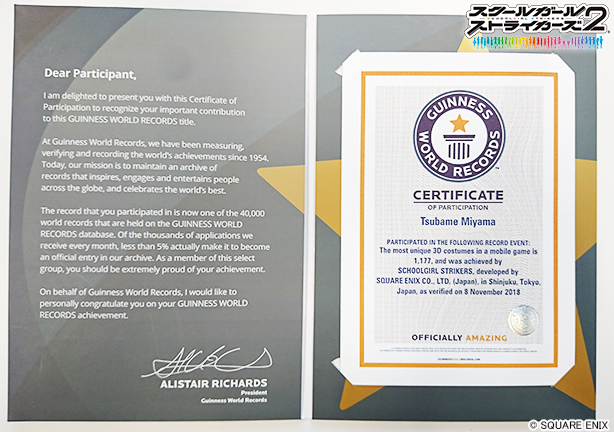 スクールガール
ストライカーズ2
Dear Participant,
I am delighted to present you with this Certificate of
Participation to recognize your important contribution
to this GUINNESS WORLD RECORDS title.
At Guinness World Records, we have been measuring,
verifying and recording the world's achievements since 1954.
Today, our mission is to maintain an archive of
records that inspires, engages and entertains people
across the globe, and celebrates the world's best.
The record that you participated in is now one of the 40,000
world records that are held on the GUINNESS WORLD
RECORDS database. Of the thousands of applications we
receive every month, less than 5% actually make it to become
an official entry in our archive. As a member of this select
group, you should be extremely proud of your achievement.
On behalf of Guinness World Records, I would like to
personally congratulate you on your GUINNESS WORLD
RECORDS achievement.
ALISTAIR RICHARDS
President
Guinness World Records
GUINNESS
WORLD RECORDS
CERTIFICATE
OF PARTICIPATION
Tsubame Miyama
PARTICIPATED IN THE FOLLOWING RECORD EVENT:
The most unique 3D costumes in a mobile game is
1,177, and was achieved by
SCHOOLGIRL STRIKERS, developed by
SQUARE ENIX CO., LTD. (Japan), in Shinjuku, Tokyo,
Japan, as verified on 8 November 2018
OFFICIALLY AMAZING
© SQUARE ENIX